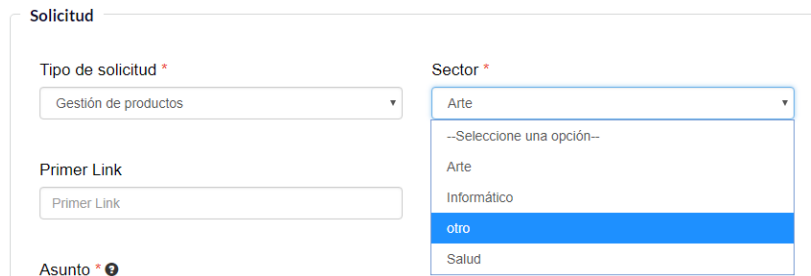 Solicitud
Tipo de solicitud *
Sector *
Gestión de productos
Arte
--Seleccione una opción--
Arte
Informático
otro
Salud
Primer Link
Primer Link
Asunto *